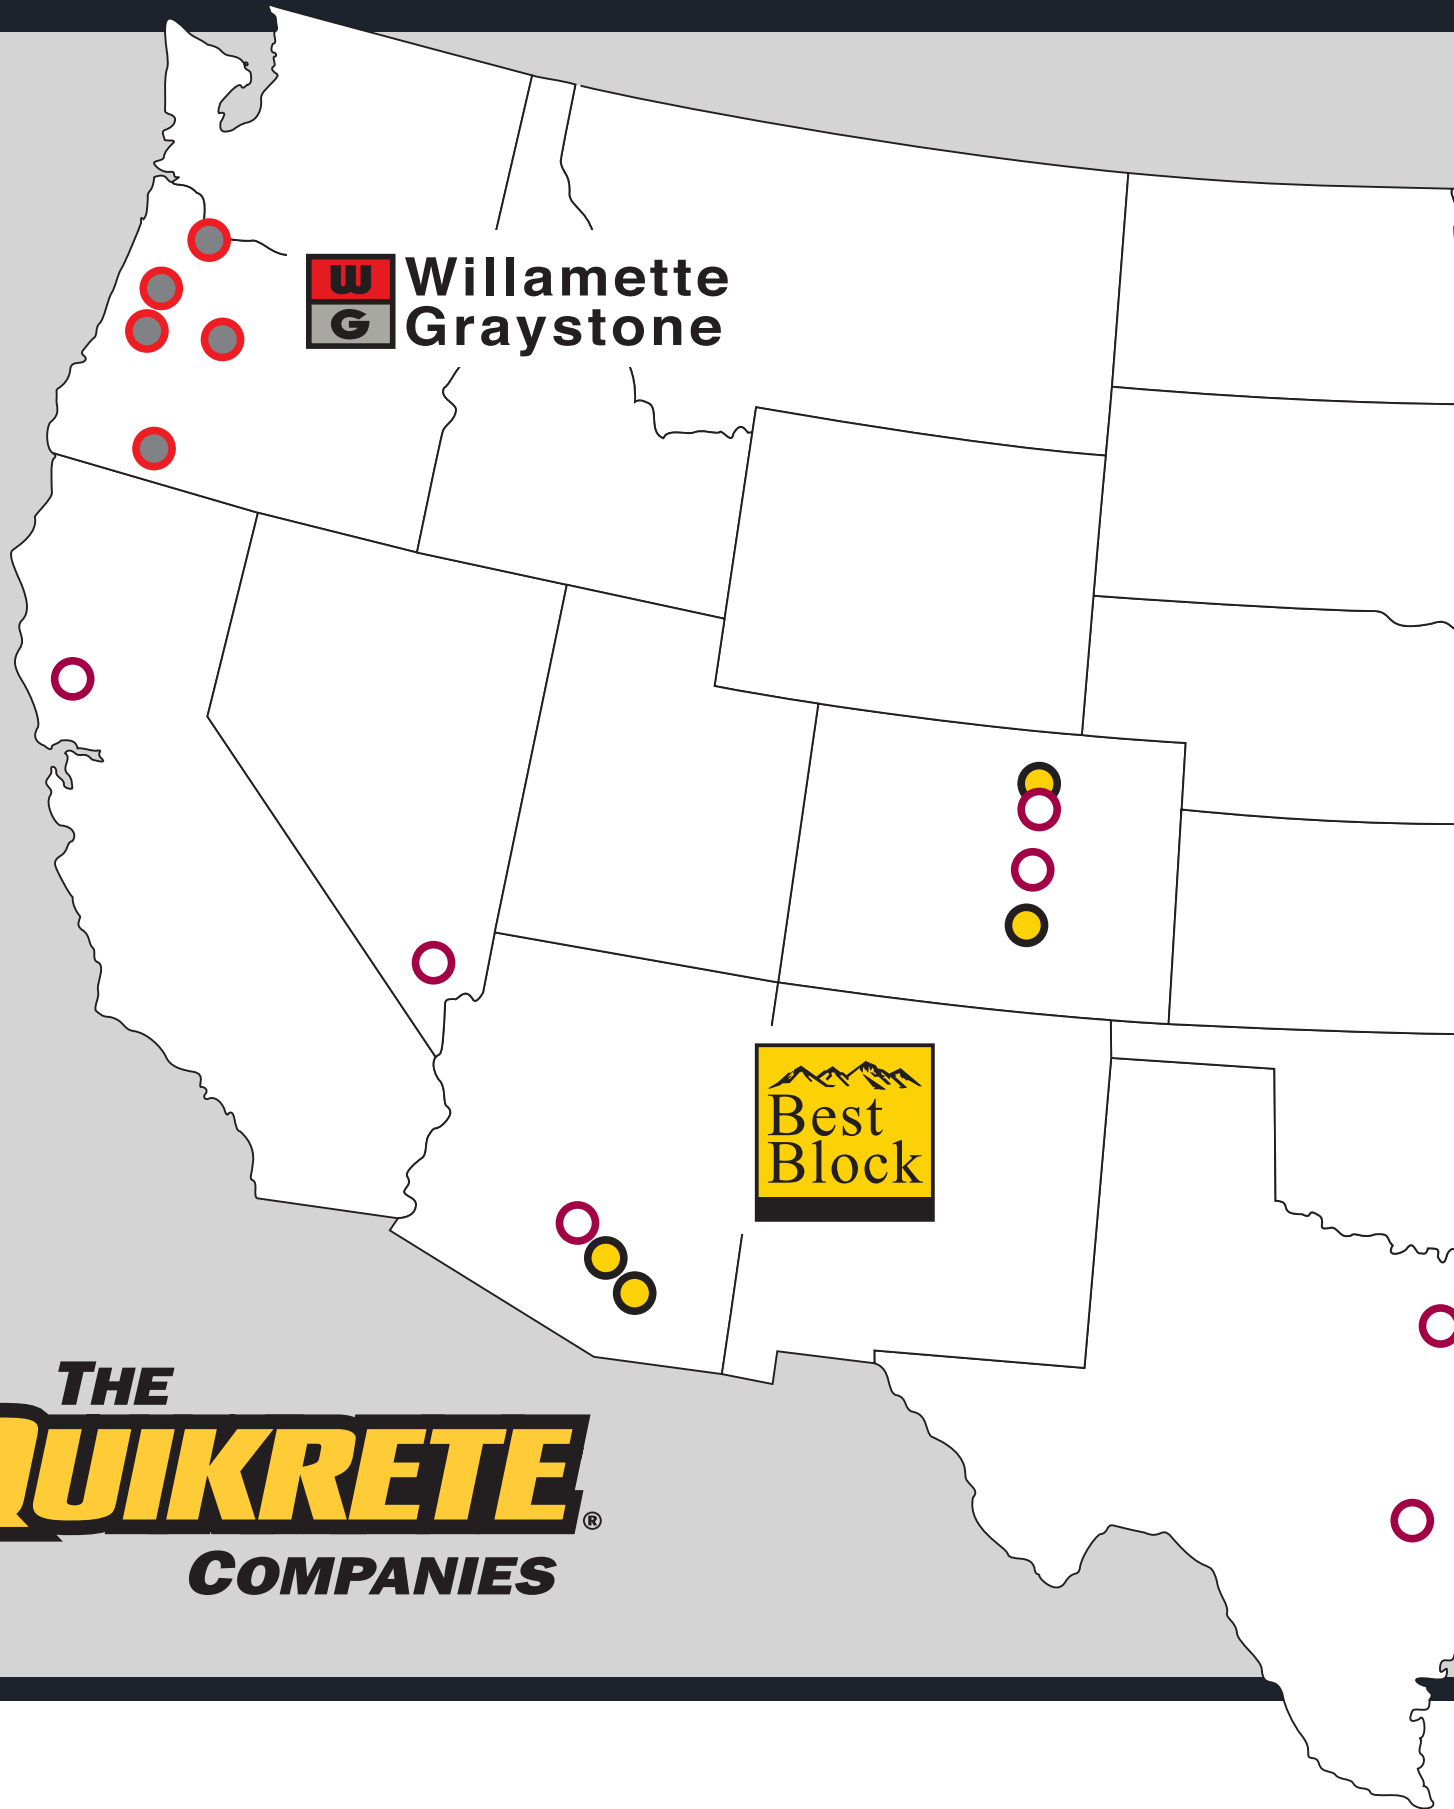 W Willamette
G Graystone
Best
Block
THE
QUIKRETE®
COMPANIES